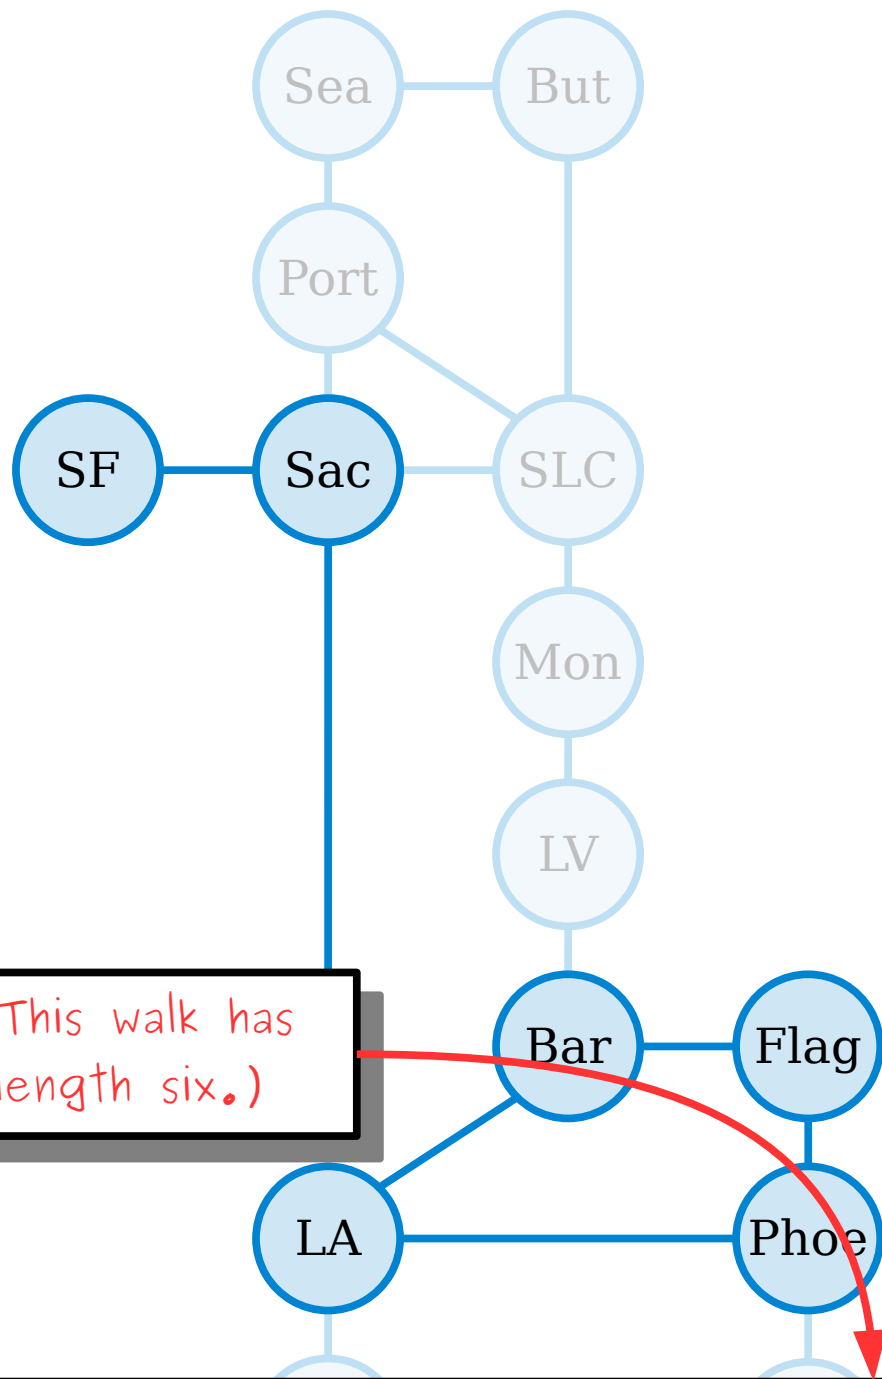 Sea
But
Port
SF
Sac
SLC
Mon
LV
This walk has
length six.)
Bar
Flag
LA
Phoe